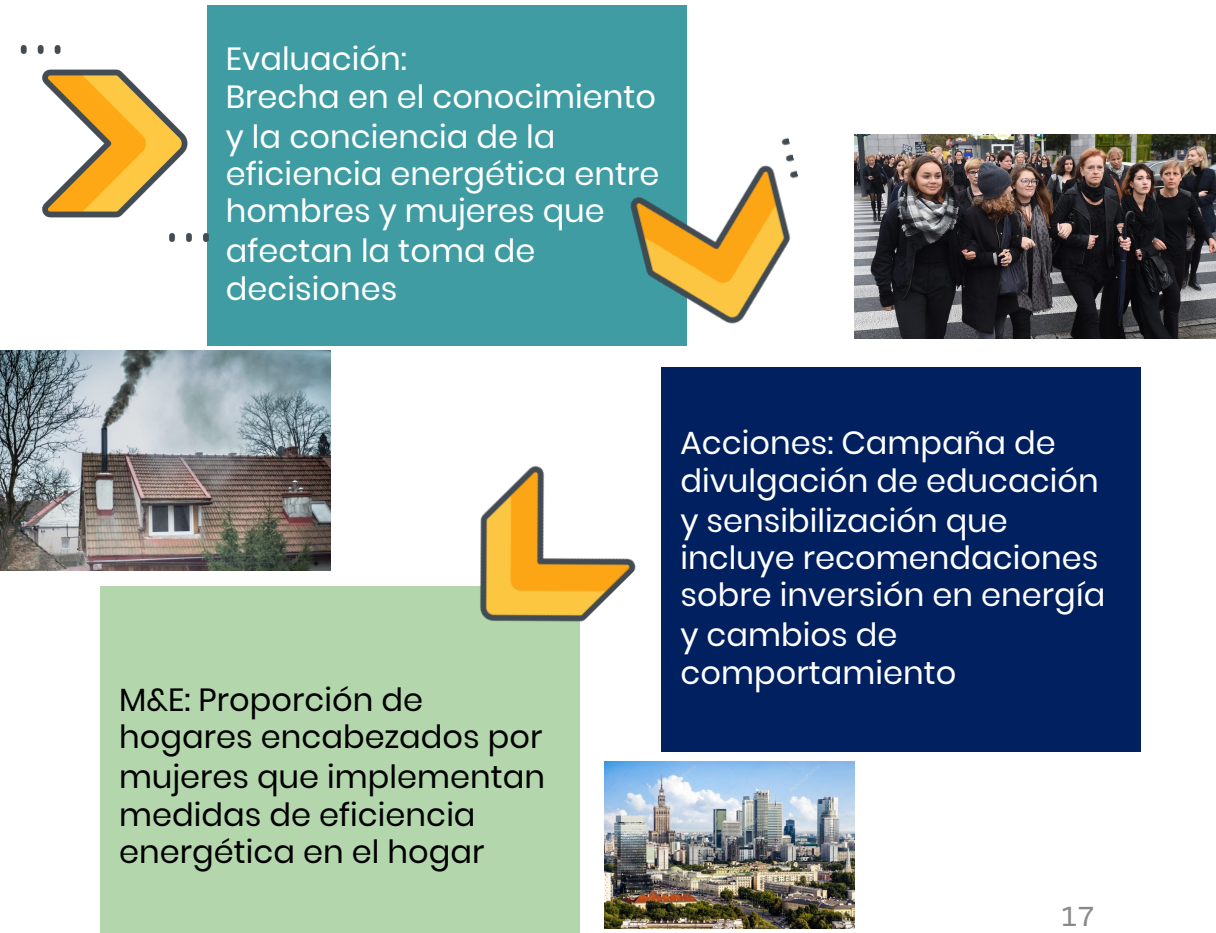 Evaluación:
Brecha en el conocimiento
y la conciencia de la
eficiencia energética entre
hombres y mujeres que
afectan la toma de
decisiones
Acciones: Campaña de
divulgación de educación
y sensibilización que
incluye recomendaciones
sobre inversión en energía
y cambios de
comportamiento
M&E: Proporción de
hogares encabezados por
mujeres que implementan
medidas de eficiencia
energética en el hogar
17